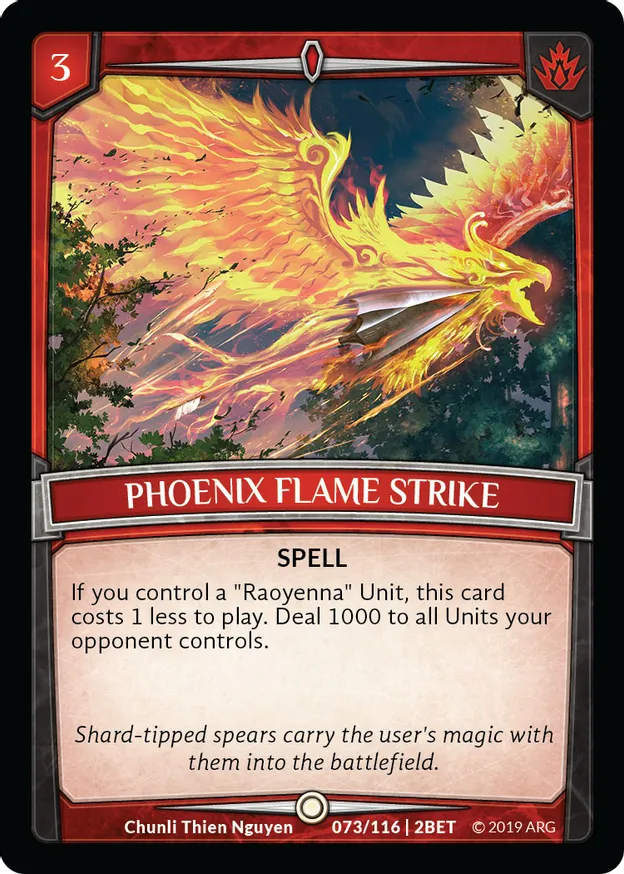 3
PHOENIX FLAME STRIKE
SPELL
If you control a "Raoyenna" Unit, this card
costs 1 less to play. Deal 1000 to all Units your
opponent controls.
Shard-tipped spears carry the user's magic with
them into the battlefield.
Chunli Thien Nguyen 073/116 | 2BET © 2019 ARG